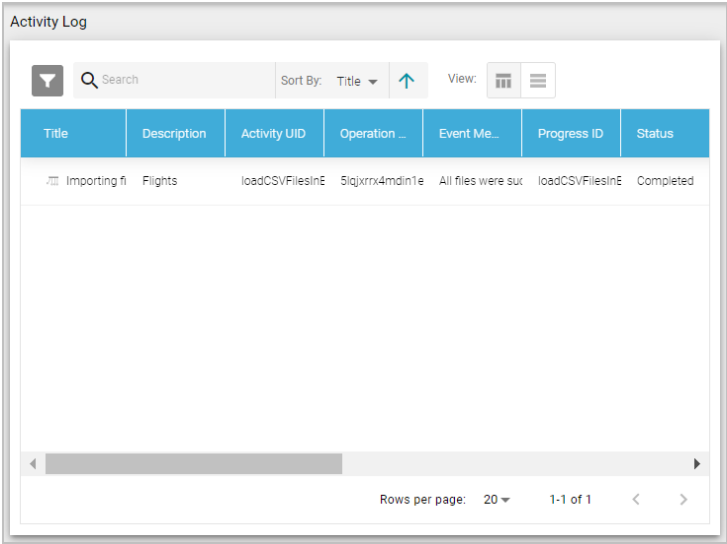 Activity Log
Search Sort By: Title View:
Title Description Activity UID Operation ... Event Me... Progress ID Status
Importing fi Flights loadCSVFilesInE 5lqjxrrx4mdin1e All files were suc loadCSVFilesInE Completed
Rows per page: 20 1-1 of 1